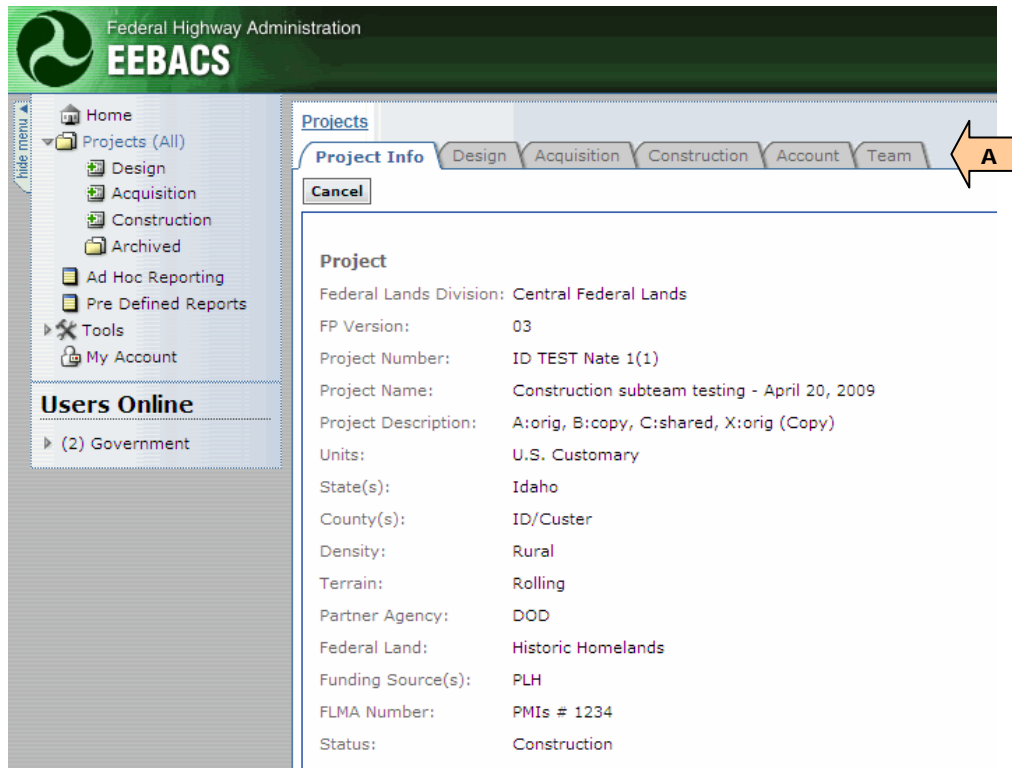 Federal Highway Administration
EEBACS
hide menu
Home
Projects (All)
Design
Acquisition
Construction
Archived
Ad Hoc Reporting
Pre Defined Reports
Tools
My Account
Users Online
(2) Government
Projects
Project Info Design Acquisition Construction Account Team
A
Cancel
Project
Federal Lands Division: Central Federal Lands
FP Version: 03
Project Number: ID TEST Nate 1(1)
Project Name: Construction subteam testing - April 20, 2009
Project Description: A:orig, B:copy, C:shared, X:orig (Copy)
Units: U.S. Customary
State(s): Idaho
County(s): ID/Custer
Density: Rural
Terrain: Rolling
Partner Agency: DOD
Federal Land: Historic Homelands
Funding Source(s): PLH
FLMA Number: PMIs # 1234
Status: Construction